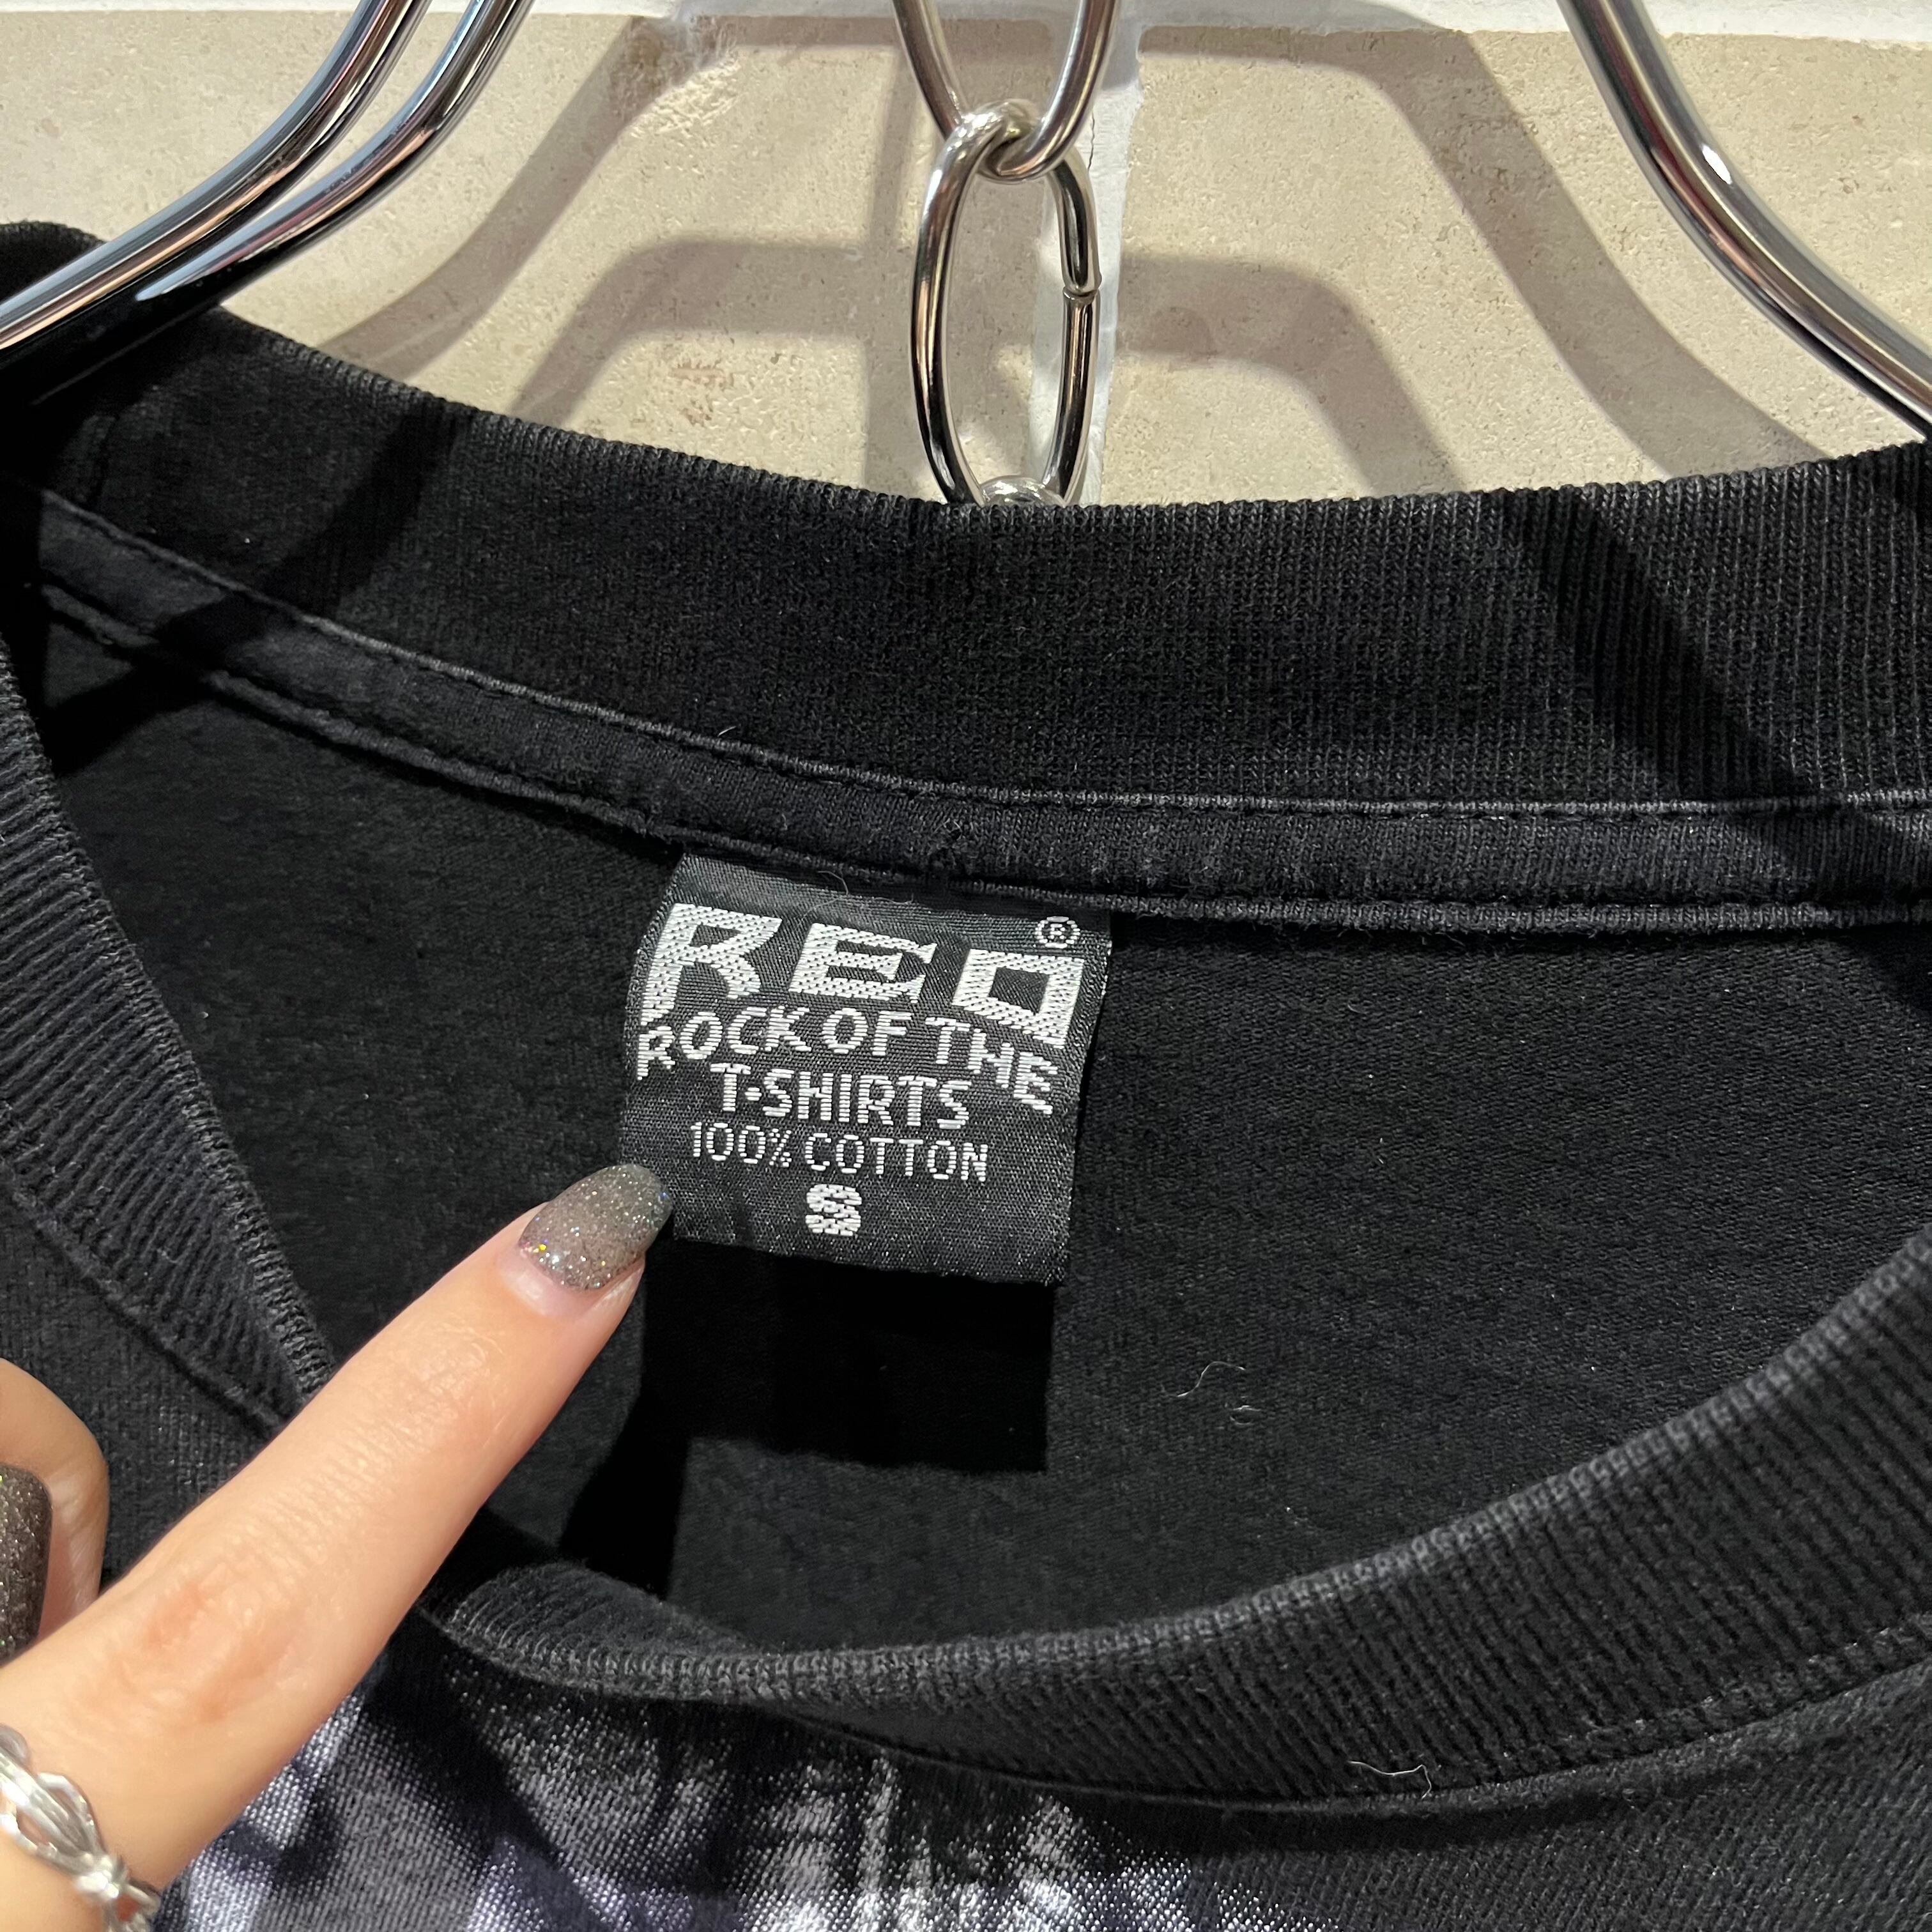 REO ®
ROCK OF THE
T-SHIRTS
100% COTTON
S